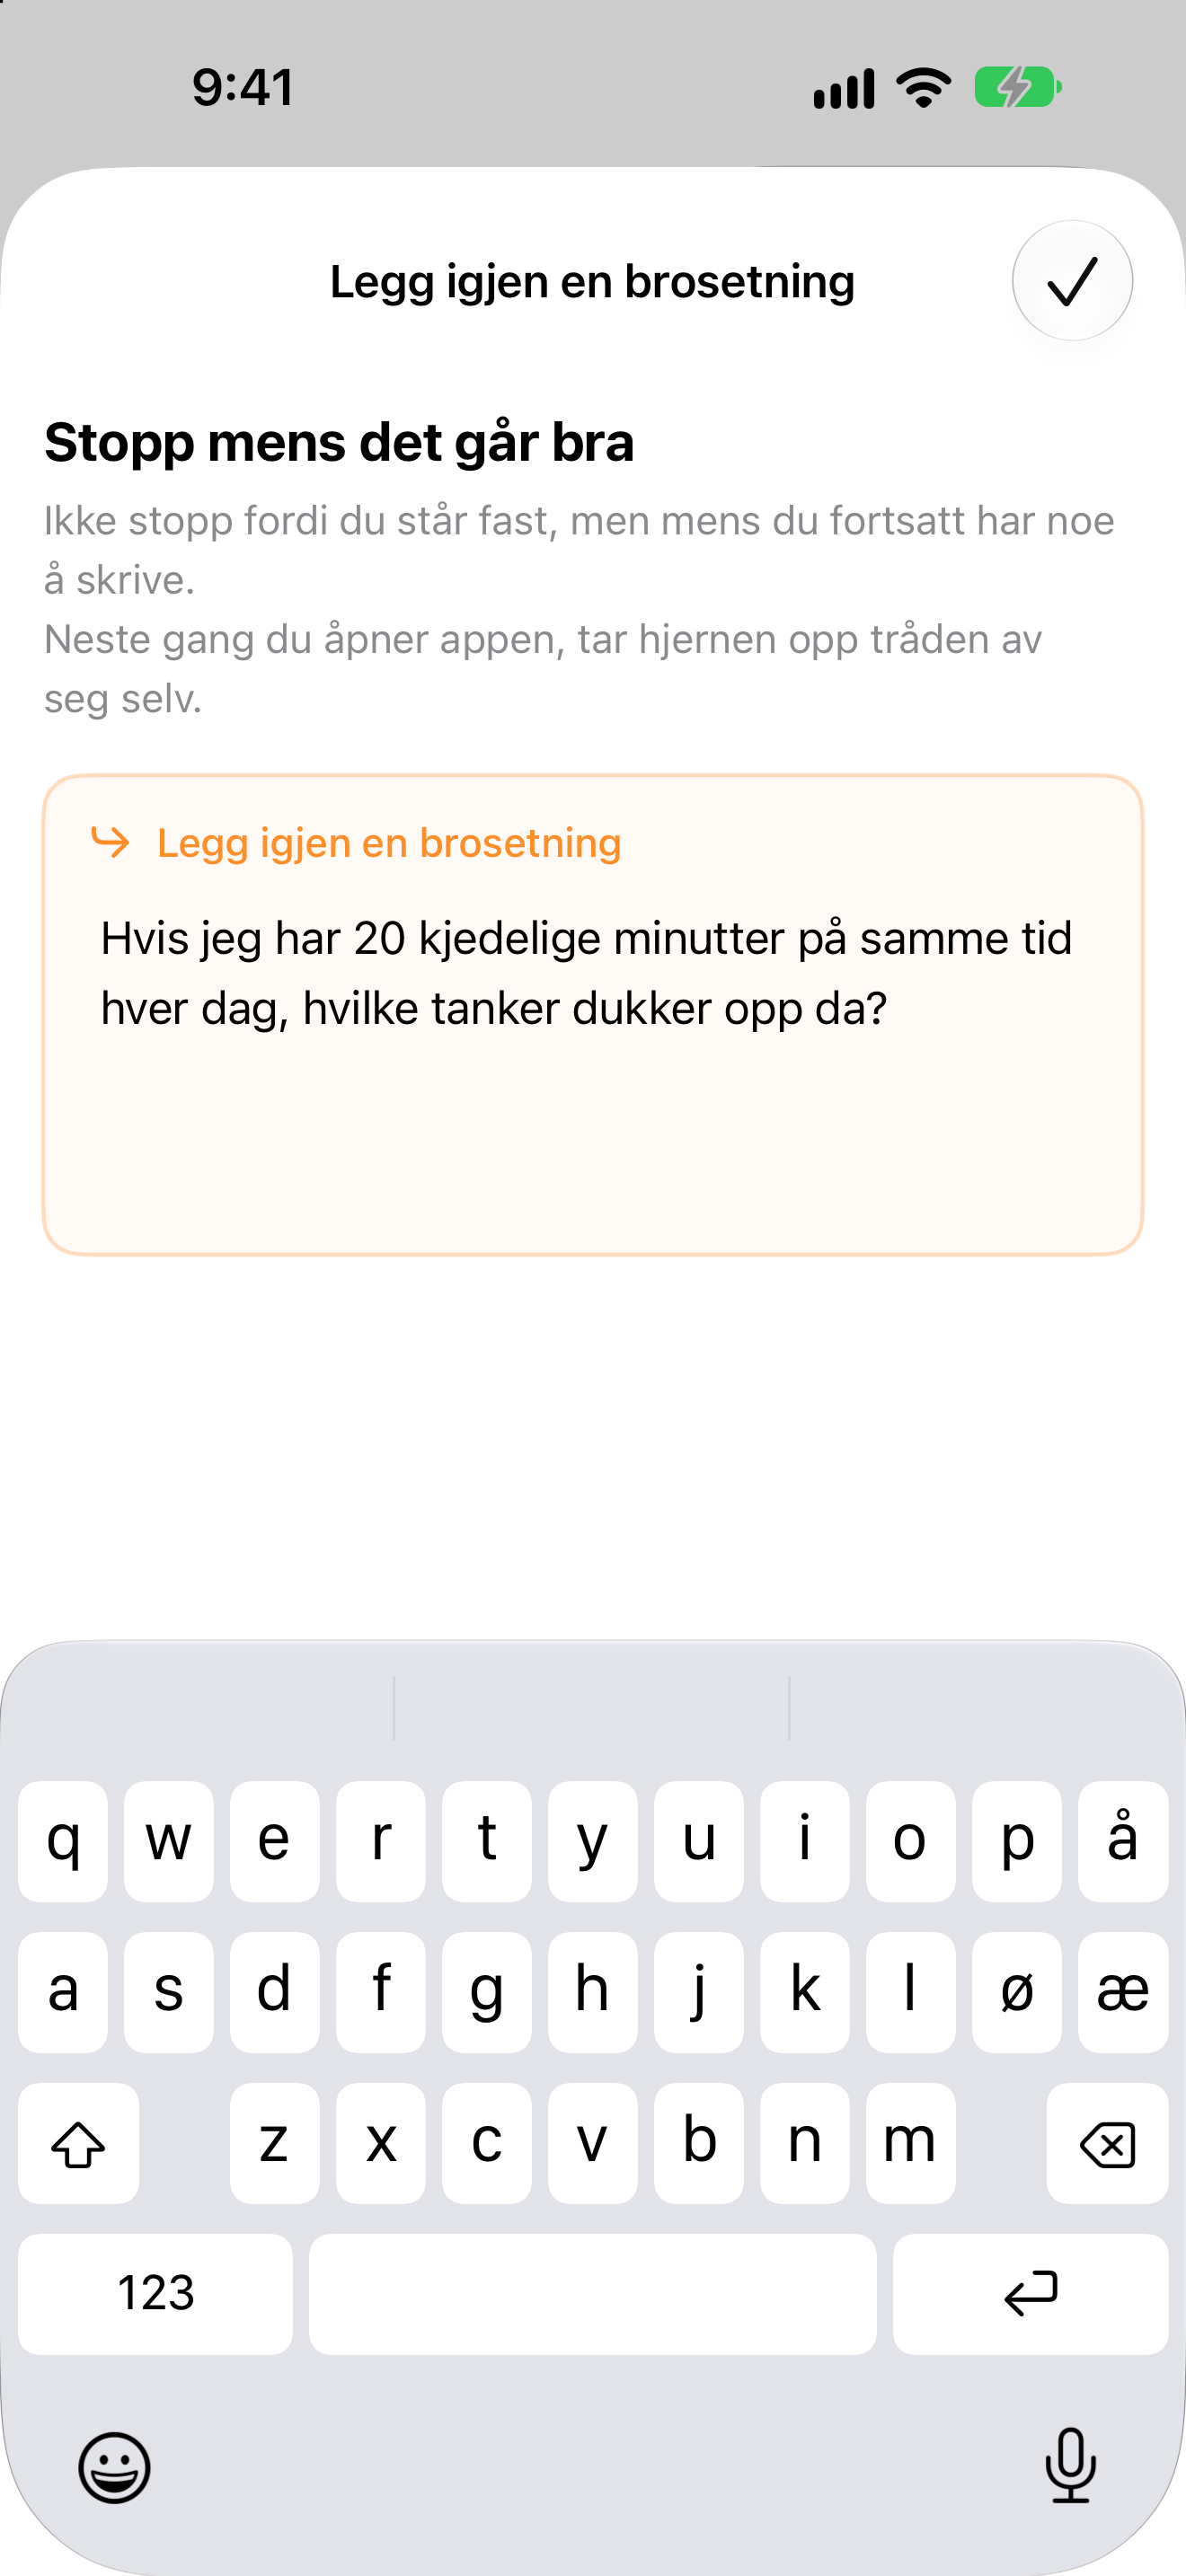 9:41
Legg igjen en brosetning
Stopp mens det går bra
Ikke stopp fordi du står fast, men mens du fortsatt har noe
å skrive.
Neste gang du åpner appen, tar hjernen opp tråden av
seg selv.
Legg igjen en brosetning
Hvis jeg har 20 kjedelige minutter på samme tid
hver dag, hvilke tanker dukker opp da?
q w e r t y u i o p å
a s d f g h j k l ø æ
z x c v b n m
123